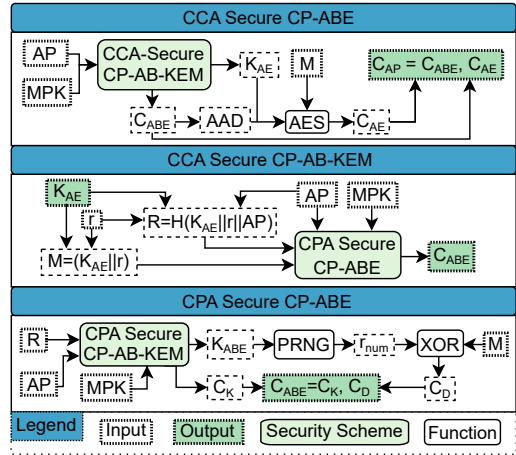 CCA Secure CP-ABE
AP
MPK
CCA-Secure
CP-AB-KEM
K_AE
M
C_AP = C_ABE, C_AE
C_ABE
AAD
AES
C_AE
CCA Secure CP-AB-KEM
K_AE
r
R=H(K_AE||r||AP)
AP
MPK
M=(K_AE||r)
CPA Secure
CP-ABE
C_ABE
CPA Secure CP-ABE
R
AP
MPK
CPA Secure
CP-AB-KEM
K_ABE
PRNG
r_num
XOR
M
C_K
C_ABE=C_K, C_D
C_D
Legend
Input
Output
Security Scheme
Function